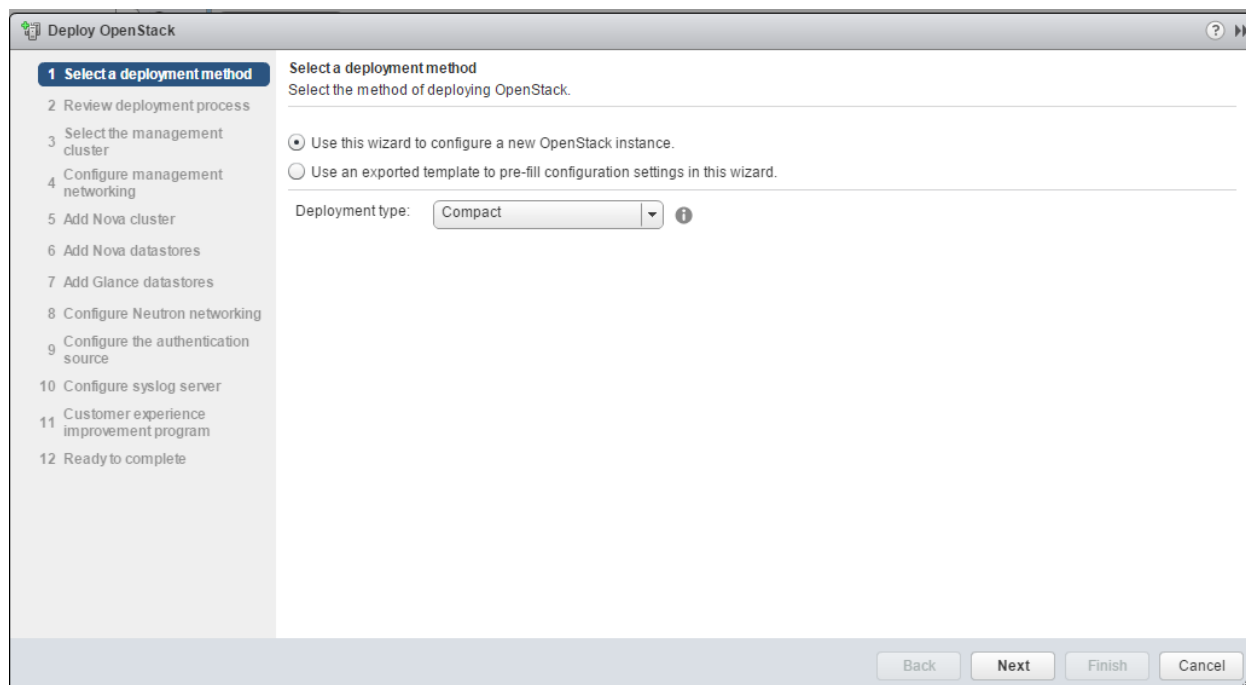 Deploy OpenStack
?
1 Select a deployment method
2 Review deployment process
3 Select the management
cluster
4 Configure management
networking
5 Add Nova cluster
6 Add Nova datastores
7 Add Glance datastores
8 Configure Neutron networking
9 Configure the authentication
source
10 Configure syslog server
11 Customer experience
improvement program
12 Ready to complete
Select a deployment method
Select the method of deploying OpenStack.
Use this wizard to configure a new OpenStack instance.
Use an exported template to pre-fill configuration settings in this wizard.
Deployment type: Compact
Back Next Finish Cancel